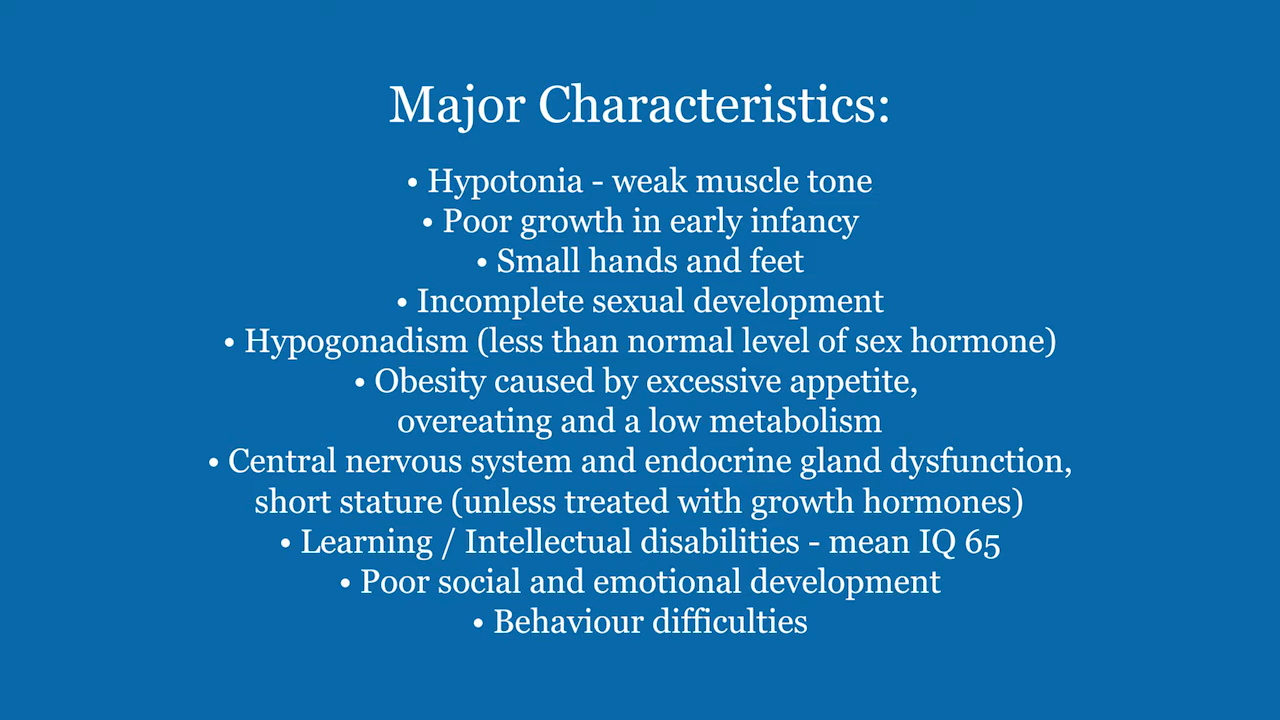 Major Characteristics:
• Hypotonia - weak muscle tone
• Poor growth in early infancy
• Small hands and feet
• Incomplete sexual development
• Hypogonadism (less than normal level of sex hormone)
• Obesity caused by excessive appetite,
overeating and a low metabolism
• Central nervous system and endocrine gland dysfunction,
short stature (unless treated with growth hormones)
• Learning / Intellectual disabilities - mean IQ 65
• Poor social and emotional development
• Behaviour difficulties